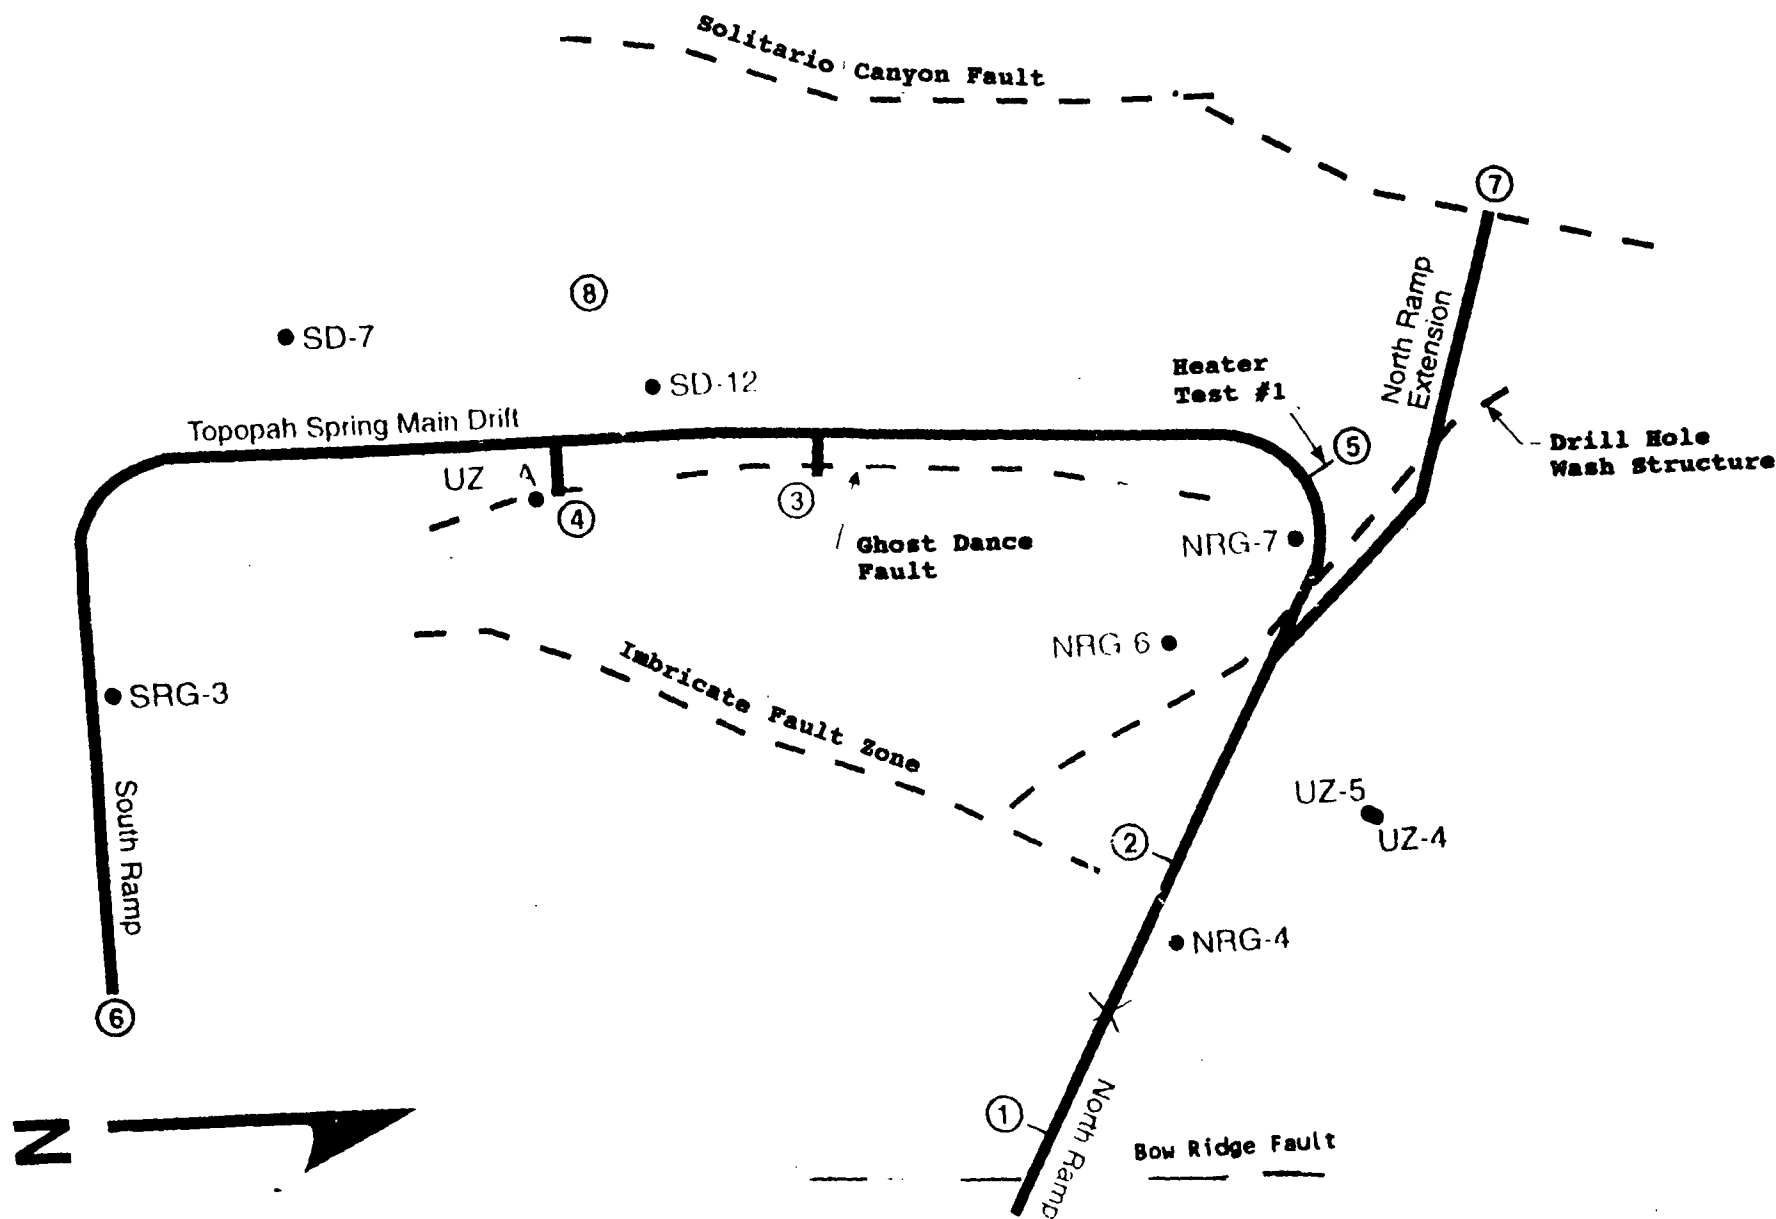 Solitario Canyon Fault
⑦
North Ramp
Extension
⑧
SD-7
SD-12
Heater
Test #1
⑤
Topopah Spring Main Drift
Drill Hole
Wash Structure
UZ
④
③
Ghost Dance
Fault
NRG-7
NRG 6
Imbricate Fault Zone
SRG-3
South Ramp
UZ-5
UZ-4
②
NRG-4
⑥
①
North Ramp
Bow Ridge Fault
N